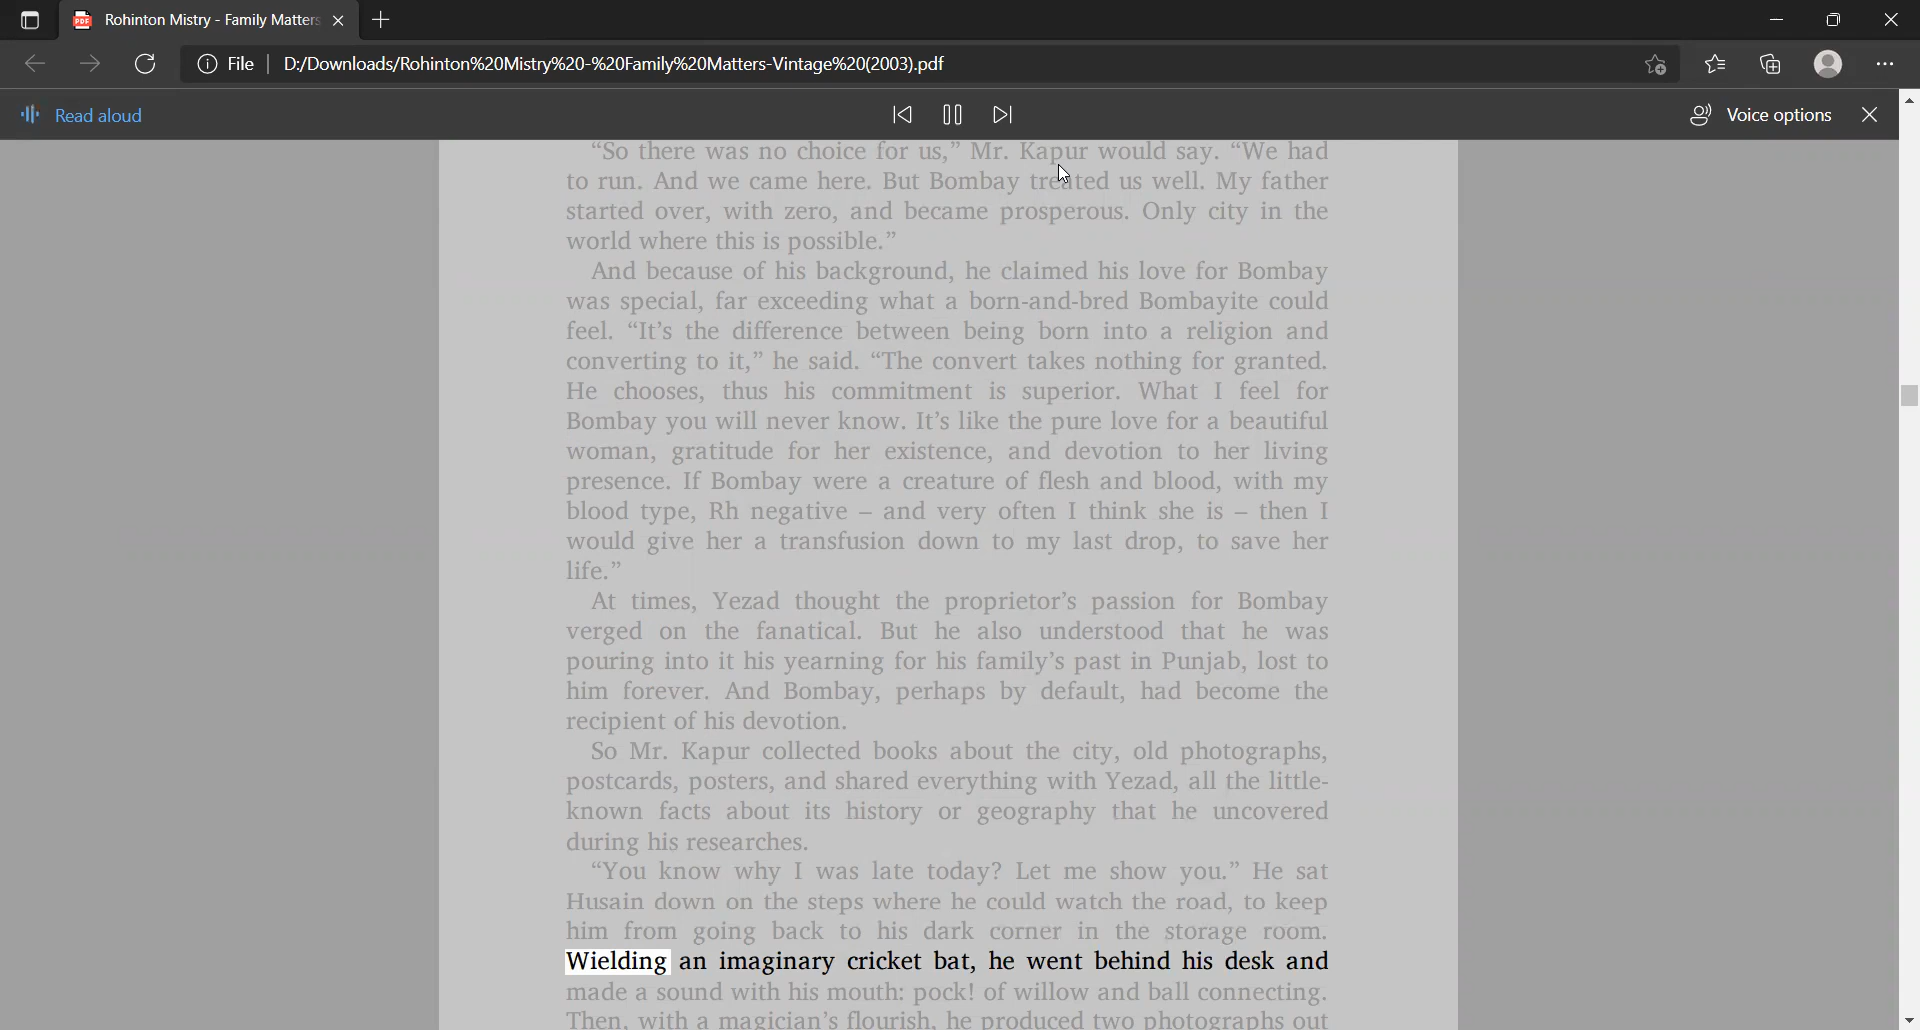 Rohinton Mistry - Family Matters
File
D:/Downloads/Rohinton%20Mistry%20-%20Family%20Matters-Vintage%20(2003).pdf
Read aloud
Voice options
“So there was no choice for us,” Mr. Kapur would say. “We had
to run. And we came here. But Bombay treated us well. My father
started over, with zero, and became prosperous. Only city in the
world where this is possible.”
And because of his background, he claimed his love for Bombay
was special, far exceeding what a born-and-bred Bombayite could
feel. “It’s the difference between being born into a religion and
converting to it,” he said. “The convert takes nothing for granted.
He chooses, thus his commitment is superior. What I feel for
Bombay you will never know. It’s like the pure love for a beautiful
woman, gratitude for her existence, and devotion to her living
presence. If Bombay were a creature of flesh and blood, with my
blood type, Rh negative – and very often I think she is – then I
would give her a transfusion down to my last drop, to save her
life.”
At times, Yezad thought the proprietor’s passion for Bombay
verged on the fanatical. But he also understood that he was
pouring into it his yearning for his family’s past in Punjab, lost to
him forever. And Bombay, perhaps by default, had become the
recipient of his devotion.
So Mr. Kapur collected books about the city, old photographs,
postcards, posters, and shared everything with Yezad, all the little-
known facts about its history or geography that he uncovered
during his researches.
“You know why I was late today? Let me show you.” He sat
Husain down on the steps where he could watch the road, to keep
him from going back to his dark corner in the storage room.
Wielding an imaginary cricket bat, he went behind his desk and
made a sound with his mouth: pock! of willow and ball connecting.
Then, with a magician’s flourish, he produced two photographs out